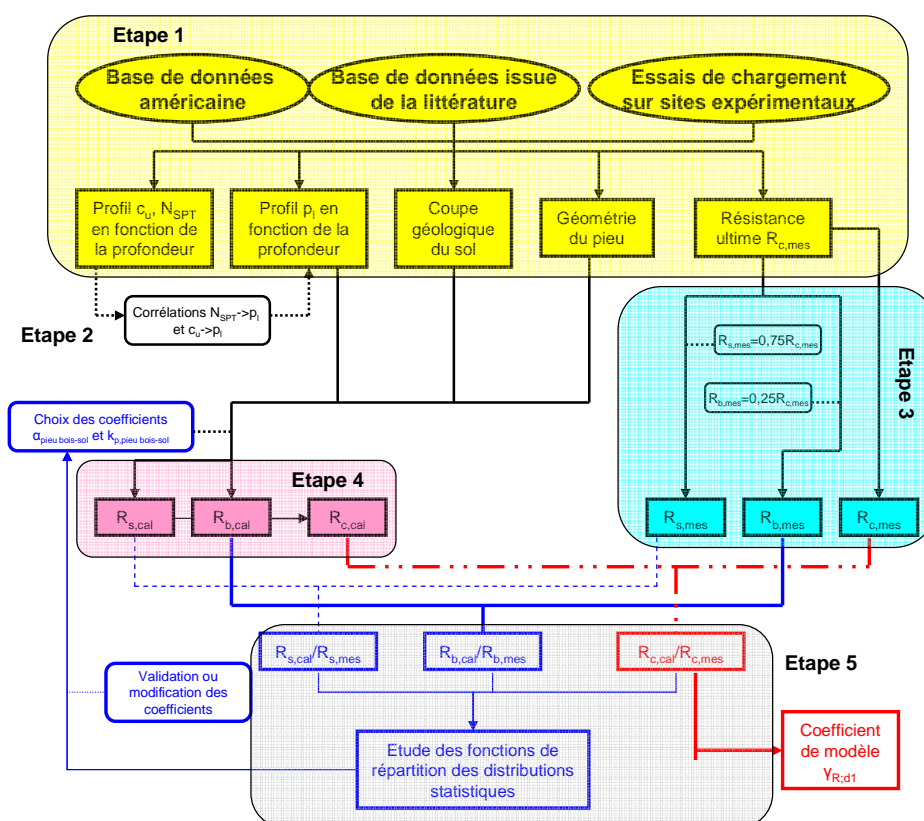 Etape 1
Base de données
américaine
Base de données issue
de la littérature
Essais de chargement
sur sites expérimentaux
Profil c_u, N_SPT
en fonction de
la profondeur
Profil p_l en
fonction de la
profondeur
Coupe
géologique
du sol
Géométrie
du pieu
Résistance
ultime R_c,mes
Etape 2
Corrélations N_SPT->p_l
et c_u->p_l
R_s,mes=0,75R_c,mes
R_b,mes=0,25R_c,mes
Etape 3
Choix des coefficients
α_pieu bois-sol et k_p,pieu bois-sol
Etape 4
R_s,cal
R_b,cal
R_c,cal
R_s,mes
R_b,mes
R_c,mes
R_s,cal/R_s,mes
R_b,cal/R_b,mes
R_c,cal/R_c,mes
Etape 5
Validation ou
modification des
coefficients
Etude des fonctions de
répartition des distributions
statistiques
Coefficient
de modèle
γ_R;d1